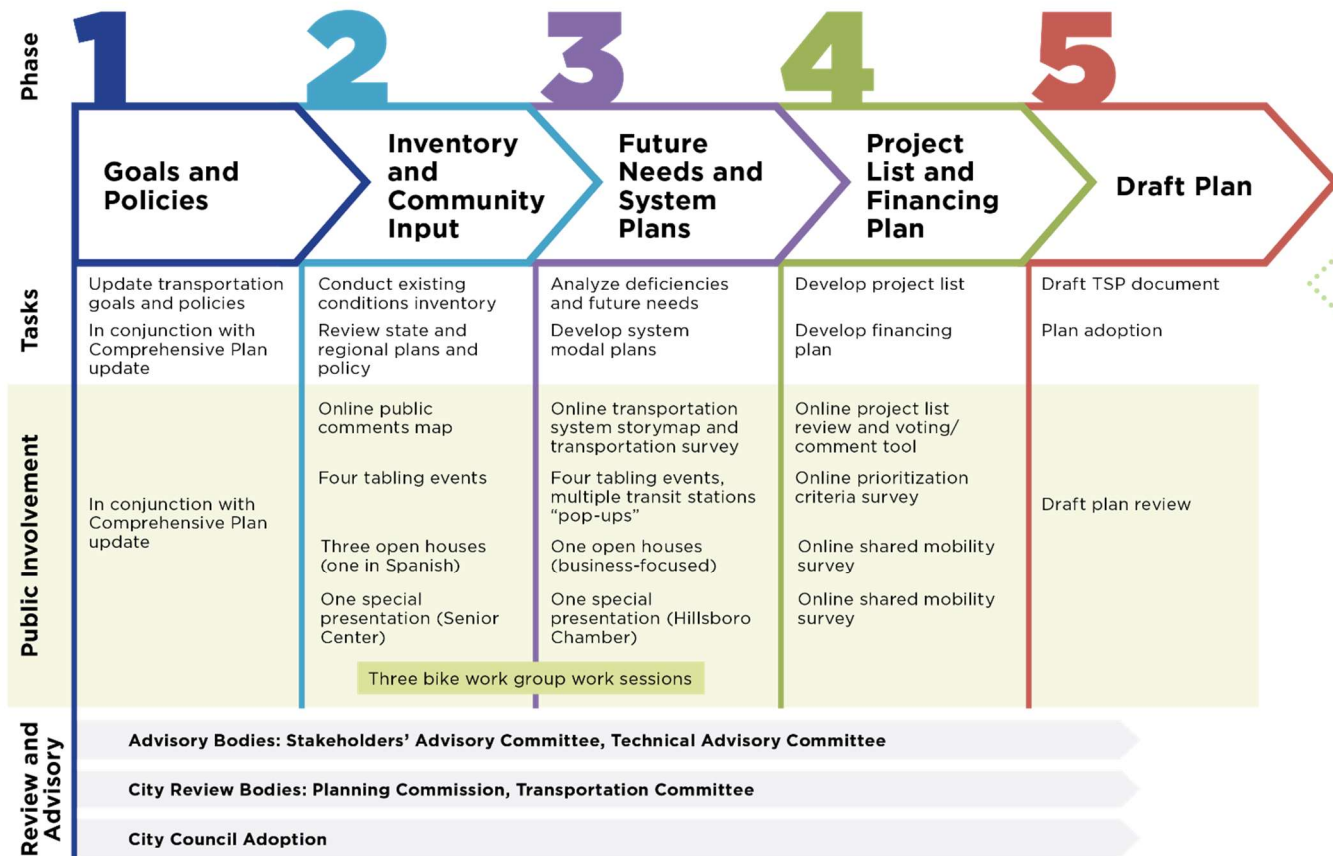 Phase
1
2
3
4
5
Goals and
Policies
Inventory
and
Community
Input
Future
Needs and
System
Plans
Project
List and
Financing
Plan
Draft Plan
Tasks
Update transportation
goals and policies
In conjunction with
Comprehensive Plan
update
Conduct existing
conditions inventory
Review state and
regional plans and
policy
Analyze deficiencies
and future needs
Develop system
modal plans
Develop project list
Develop financing
plan
Draft TSP document
Plan adoption
Public Involvement
In conjunction with
Comprehensive Plan
update
Online public
comments map
Four tabling events
Three open houses
(one in Spanish)
One special
presentation (Senior
Center)
Online transportation
system storymap and
transportation survey
Four tabling events,
multiple transit stations
“pop-ups”
One open houses
(business-focused)
One special
presentation (Hillsboro
Chamber)
Three bike work group work sessions
Online project list
review and voting/
comment tool
Online prioritization
criteria survey
Online shared mobility
survey
Online shared mobility
survey
Draft plan review
Review and
Advisory
Advisory Bodies: Stakeholders’ Advisory Committee, Technical Advisory Committee
City Review Bodies: Planning Commission, Transportation Committee
City Council Adoption